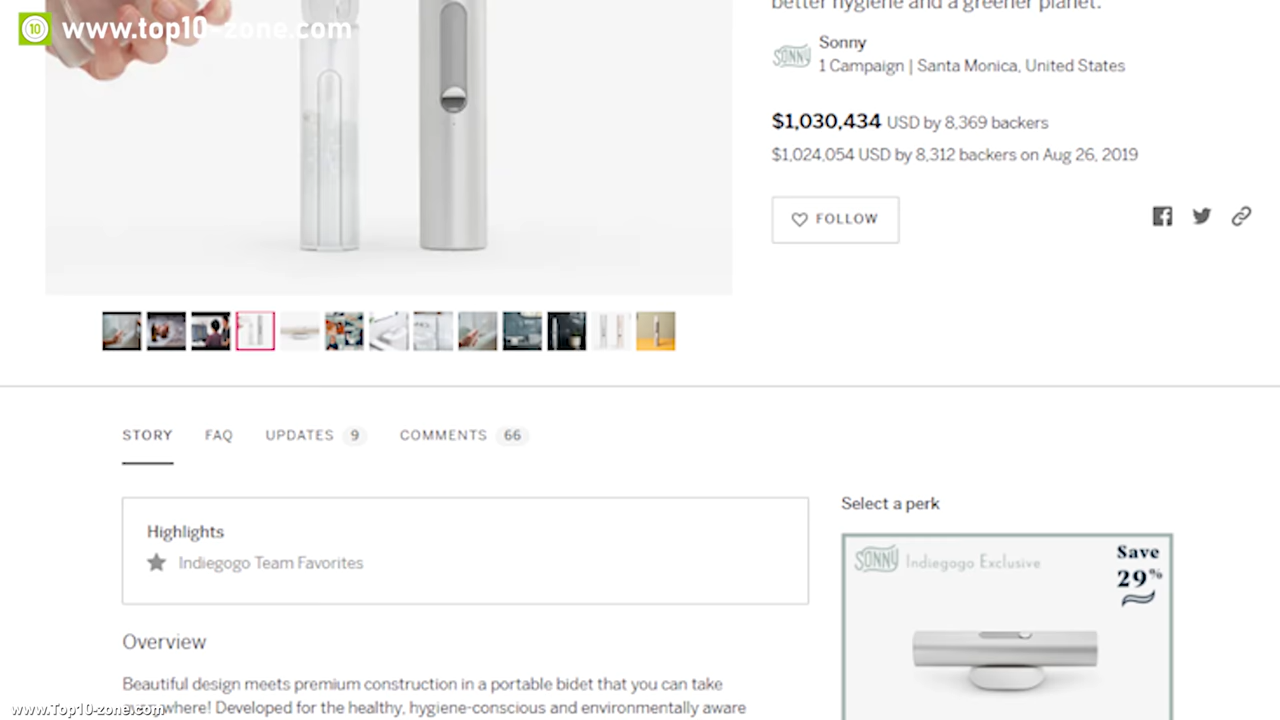 10 www.top10-zone.com
better hygiene and a greener planet.
SONNY
Sonny
1 Campaign | Santa Monica, United States
$1,030,434 USD by 8,369 backers
$1,024,054 USD by 8,312 backers on Aug 26, 2019
FOLLOW
STORY FAQ UPDATES 9 COMMENTS 66
Highlights
Indiegogo Team Favorites
Select a perk
SONNY Indiegogo Exclusive
Save
29%
Overview
Beautiful design meets premium construction in a portable bidet that you can take
where! Developed for the healthy, hygiene-conscious and environmentally aware
www.Top10-zone.com